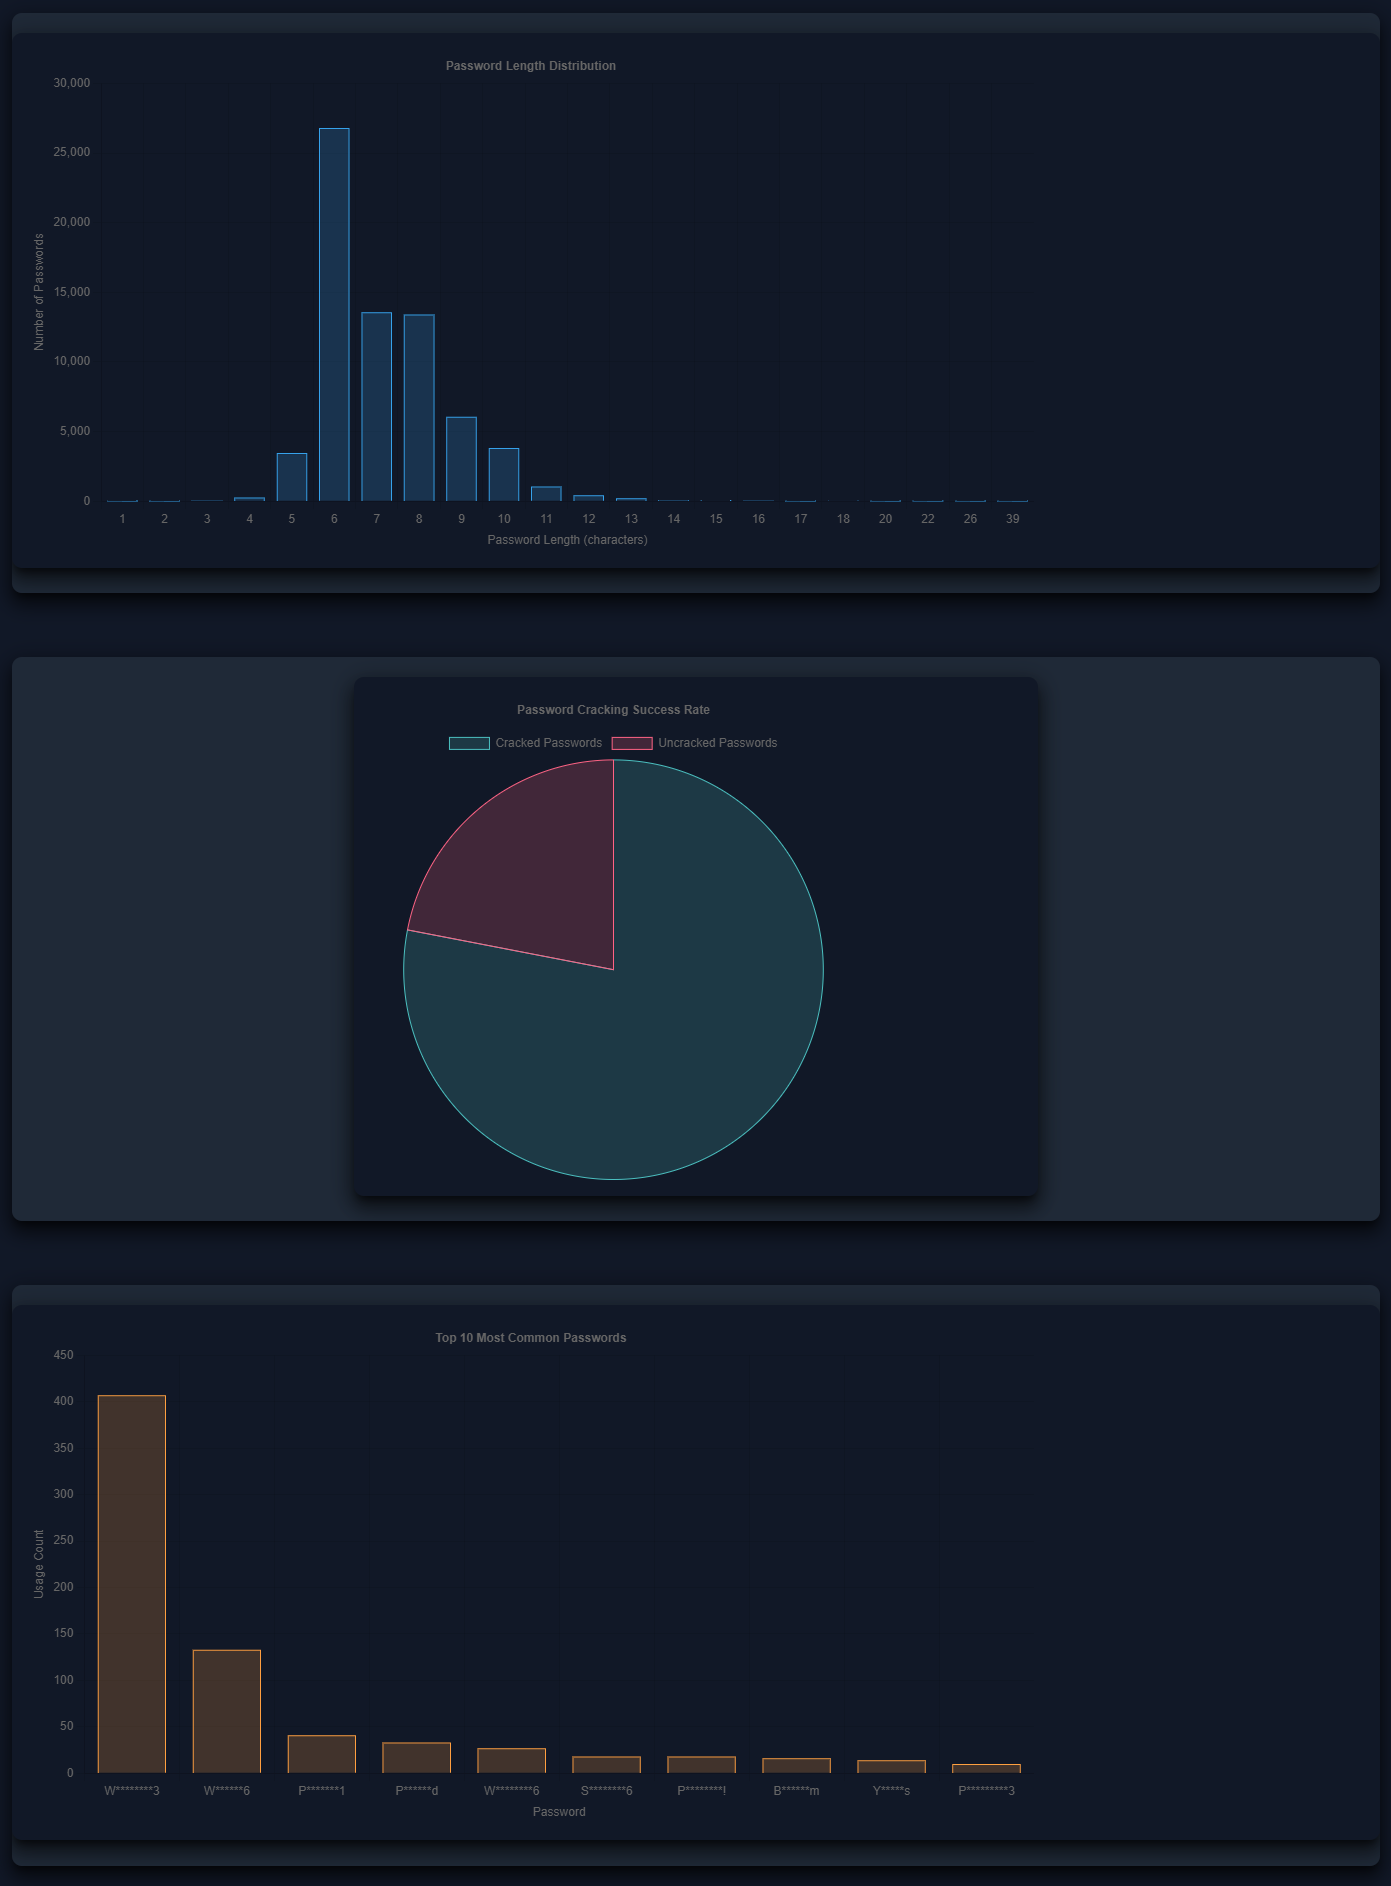 Password Length Distribution
30,000
25,000
20,000
15,000
10,000
5,000
0
Number of Passwords
1 2 3 4 5 6 7 8 9 10 11 12 13 14 15 16 17 18 20 22 26 39
Password Length (characters)
Password Cracking Success Rate
Cracked Passwords Uncracked Passwords
Top 10 Most Common Passwords
450
400
350
300
250
200
150
100
50
0
Usage Count
W********3 W******6 P*******1 P******d W********6 S********6 P********! B******m Y*****s P*********3
Password